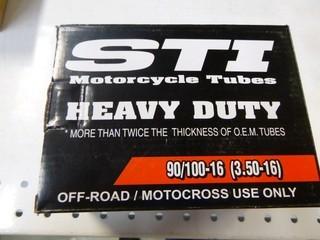 STI
Motorcycle Tubes
HEAVY DUTY
* MORE THAN TWICE THE THICKNESS OF O.E.M. TUBES
90/100-16 (3.50-16)
OFF-ROAD / MOTOCROSS USE ONLY